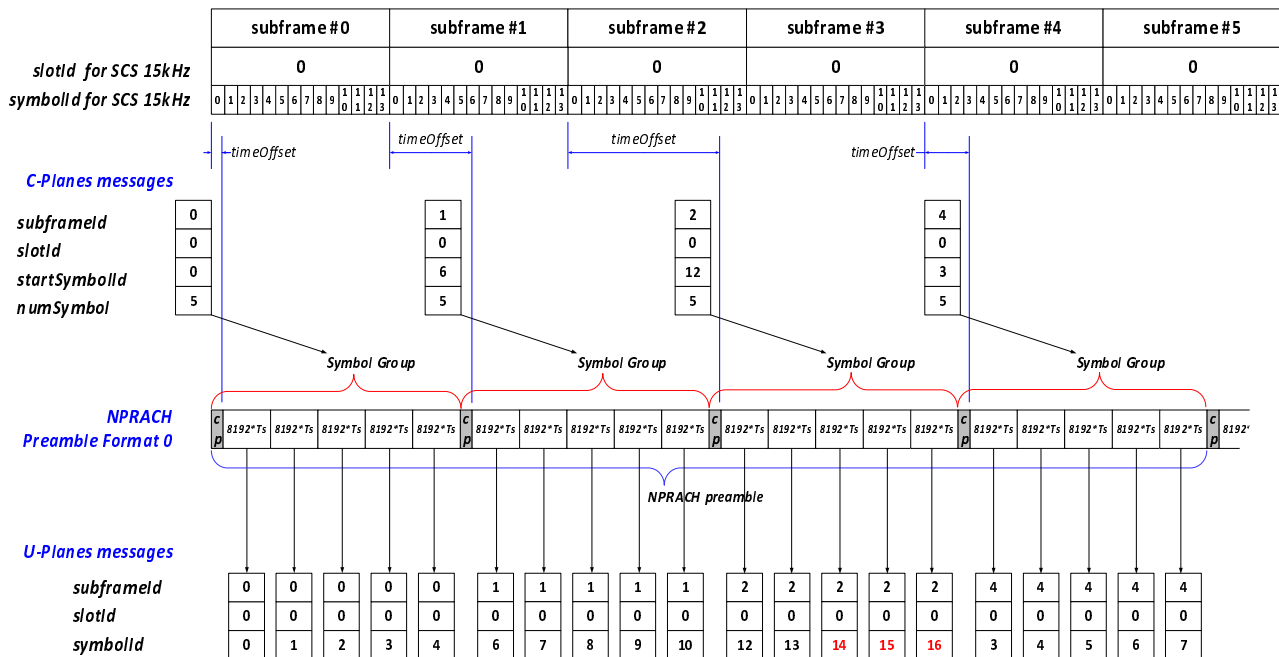 subframe #0 subframe #1 subframe #2 subframe #3 subframe #4 subframe #5
slotId for SCS 15kHz 0 0 0 0 0 0
symbolId for SCS 15kHz 0 1 2 3 4 5 6 7 8 9 10 11 12 13 0 1 2 3 4 5 6 7 8 9 10 11 12 13 0 1 2 3 4 5 6 7 8 9 10 11 12 13 0 1 2 3 4 5 6 7 8 9 10 11 12 13 0 1 2 3 4 5 6 7 8 9 10 11 12 13 0 1 2 3 4 5 6 7 8 9 10 11 12 13
timeOffset timeOffset timeOffset timeOffset
C-Planes messages
subframeId 0 1 2 4
slotId 0 0 0 0
startSymbolId 0 6 12 3
numSymbol 5 5 5 5
Symbol Group Symbol Group Symbol Group Symbol Group
NPRACH
Preamble Format 0
cp 8192*Ts 8192*Ts 8192*Ts 8192*Ts 8192*Ts cp 8192*Ts 8192*Ts 8192*Ts 8192*Ts 8192*Ts cp 8192*Ts 8192*Ts 8192*Ts 8192*Ts 8192*Ts cp 8192*Ts 8192*Ts 8192*Ts 8192*Ts 8192*Ts cp 8192*
NPRACH preamble
U-Planes messages
subframeId 0 0 0 0 0 1 1 1 1 1 2 2 2 2 2 4 4 4 4 4
slotId 0 0 0 0 0 0 0 0 0 0 0 0 0 0 0 0 0 0 0 0
symbolId 0 1 2 3 4 6 7 8 9 10 12 13 14 15 16 3 4 5 6 7